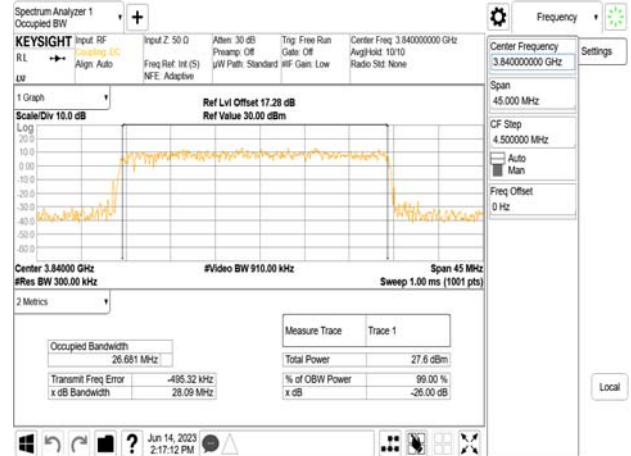 Spectrum Analyzer 1
Occupied BW
+
Frequency
KEYSIGHT
RL
Input: RF
Coupling: DC
Align: Auto
Input Z: 50 Ω
Freq Ref: Int (S)
NFE: Adaptive
Atten: 30 dB
Preamp: Off
µW Path: Standard
Trig: Free Run
Gate: Off
#IF Gain: Low
Center Freq: 3.840000000 GHz
Avg|Hold: 10/10
Radio Std: None
1 Graph
Scale/Div 10.0 dB
Ref Lvl Offset 17.28 dB
Ref Value 30.00 dBm
Log
20.0
10.0
0.00
-10.0
-20.0
-30.0
-40.0
-50.0
-60.0
Center 3.84000 GHz
#Res BW 300.00 kHz
#Video BW 910.00 kHz
Span 45 MHz
Sweep 1.00 ms (1001 pts)
2 Metrics
Occupied Bandwidth
26.681 MHz
Transmit Freq Error -495.32 kHz
x dB Bandwidth 28.09 MHz
Measure Trace Trace 1
Total Power 27.6 dBm
% of OBW Power 99.00 %
x dB -26.00 dB
Center Frequency
3.840000000 GHz
Span
45.000 MHz
CF Step
4.500000 MHz
Auto
Man
Freq Offset
0 Hz
Settings
Local
?
Jun 14, 2023
2:17:12 PM